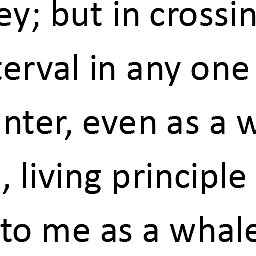 ey; but in crossin
terval in any one
nter, even as a w
, living principle
to me as a whale